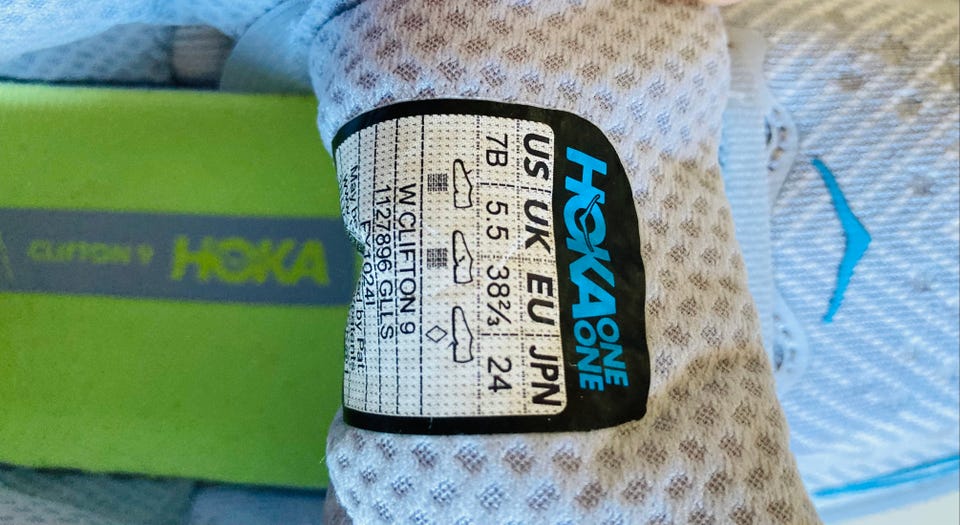 HOKA
ONE
ONE
US UK EU JPN
7B 5.5 38⅔ 24
W CLIFTON 9
1127896 GLLS
CLIFTON 9 HOKA